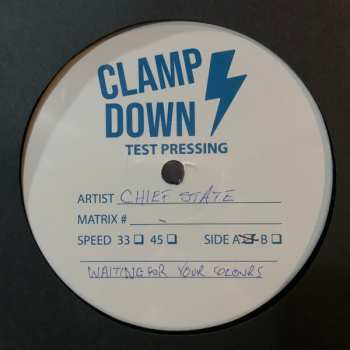 CLAMP
DOWN
TEST PRESSING
ARTIST CHIEF STATE
MATRIX #
SPEED 33 ☐ 45 ☐ SIDE A ☐ B ☐
WAITING FOR YOUR COLOURS